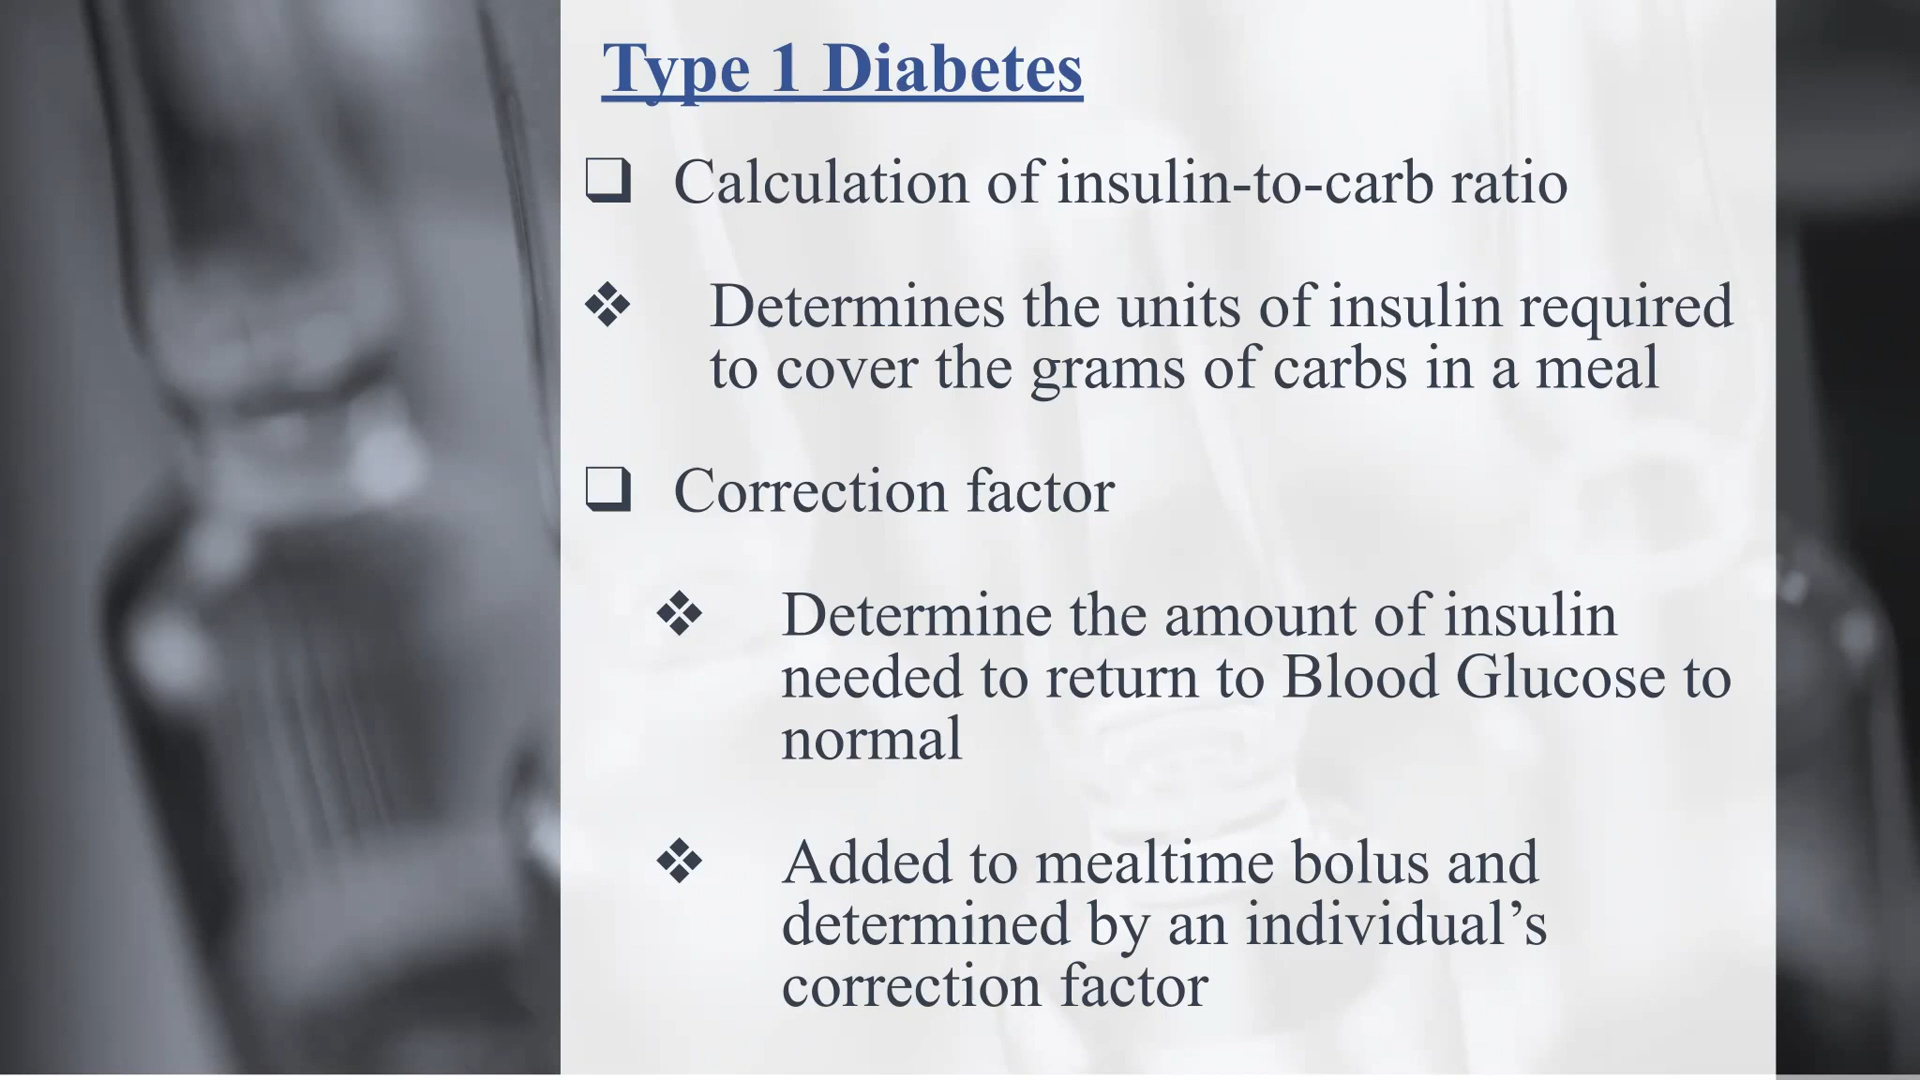 Type 1 Diabetes
❑ Calculation of insulin-to-carb ratio
❖ Determines the units of insulin required
to cover the grams of carbs in a meal
❑ Correction factor
❖ Determine the amount of insulin
needed to return to Blood Glucose to
normal
❖ Added to mealtime bolus and
determined by an individual’s
correction factor